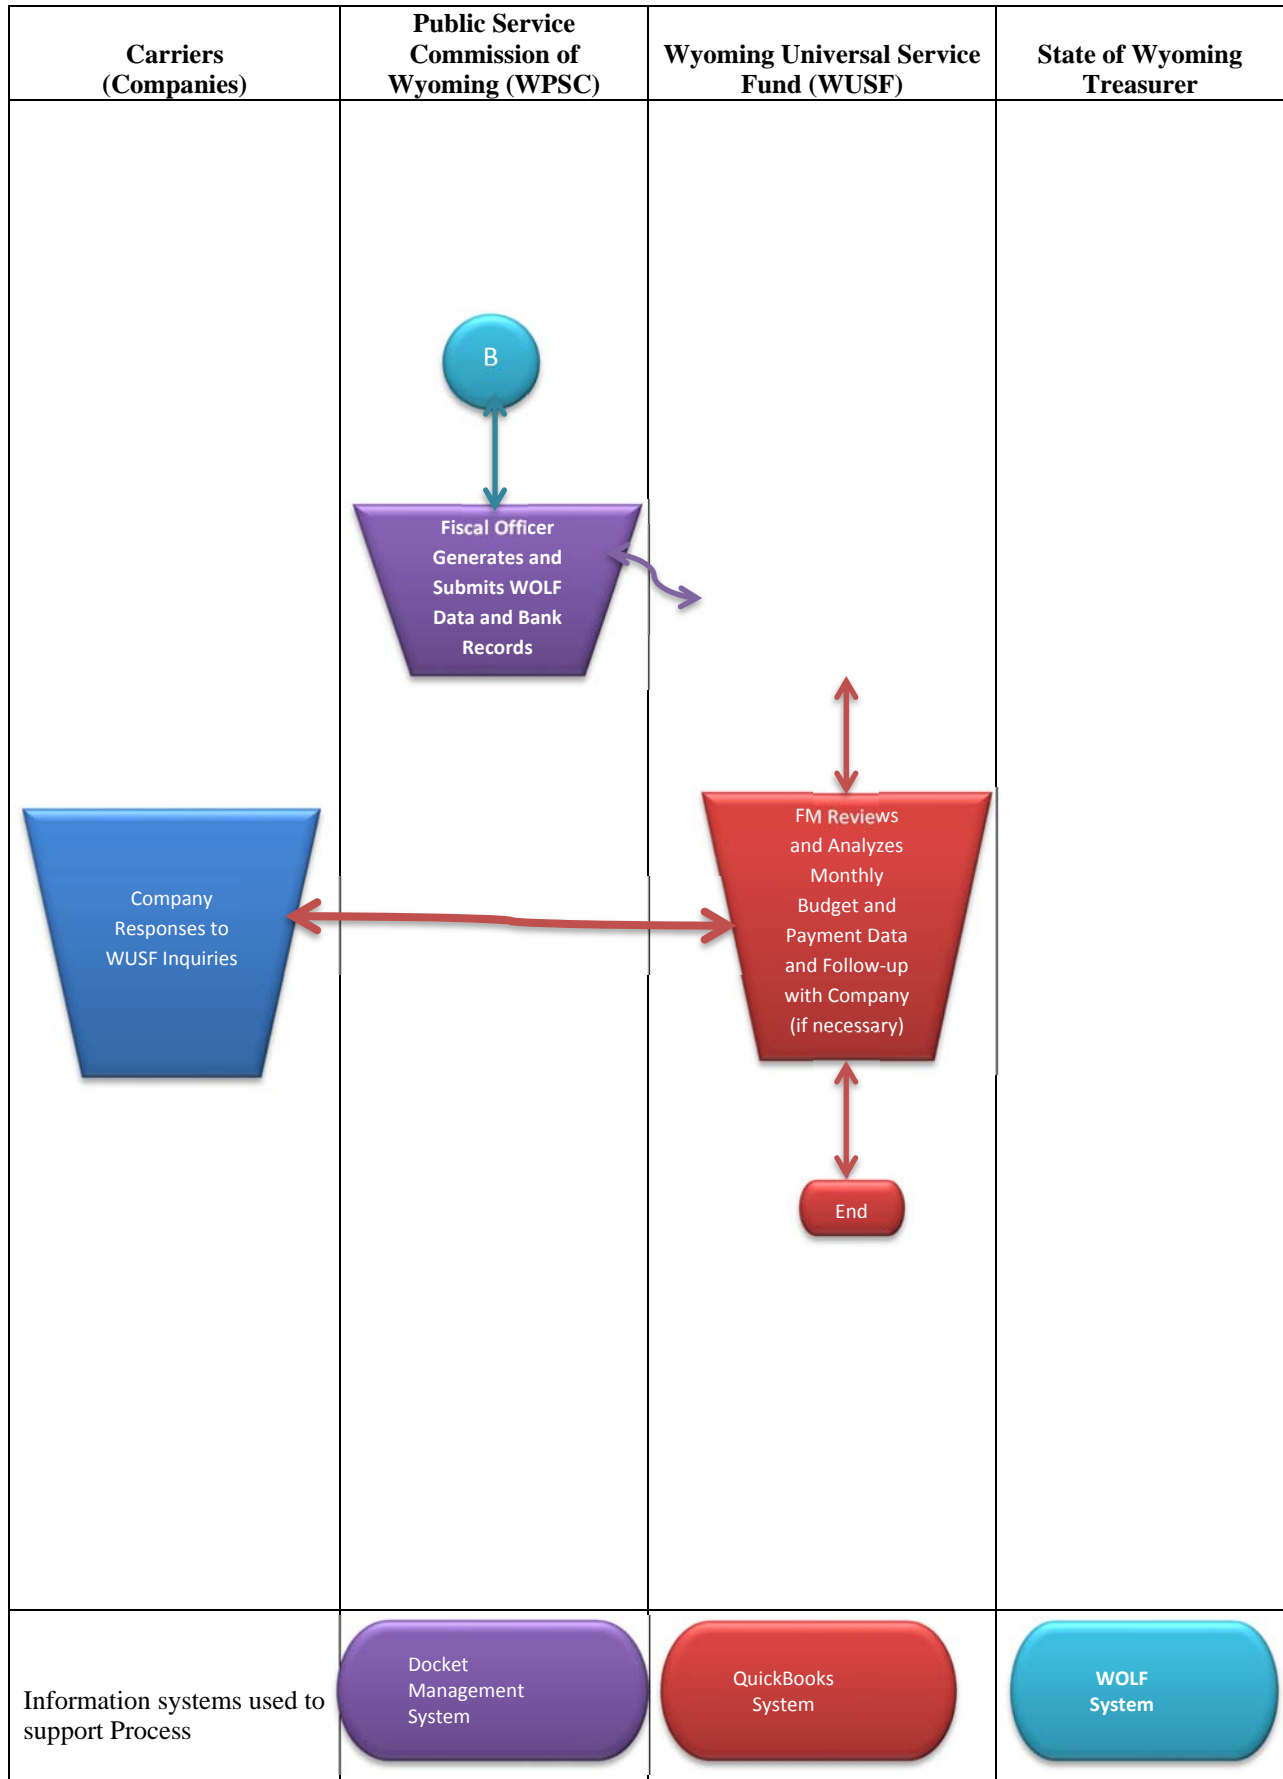 Carriers
(Companies)
Public Service
Commission of
Wyoming (WPSC)
Wyoming Universal Service
Fund (WUSF)
State of Wyoming
Treasurer
B
Fiscal Officer
Generates and
Submits WOLF
Data and Bank
Records
Company
Responses to
WUSF Inquiries
FM Reviews
and Analyzes
Monthly
Budget and
Payment Data
and Follow-up
with Company
(if necessary)
End
Information systems used to
support Process
Docket
Management
System
QuickBooks
System
WOLF
System